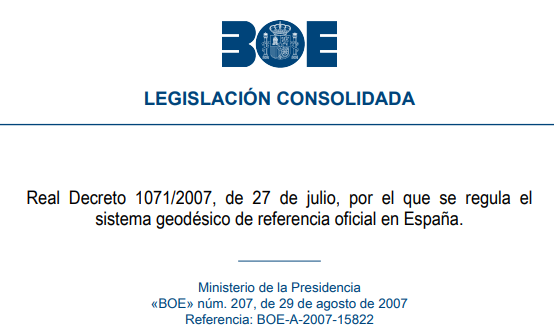 BOE
LEGISLACIÓN CONSOLIDADA
Real Decreto 1071/2007, de 27 de julio, por el que se regula el
sistema geodésico de referencia oficial en España.
Ministerio de la Presidencia
«BOE» núm. 207, de 29 de agosto de 2007
Referencia: BOE-A-2007-15822